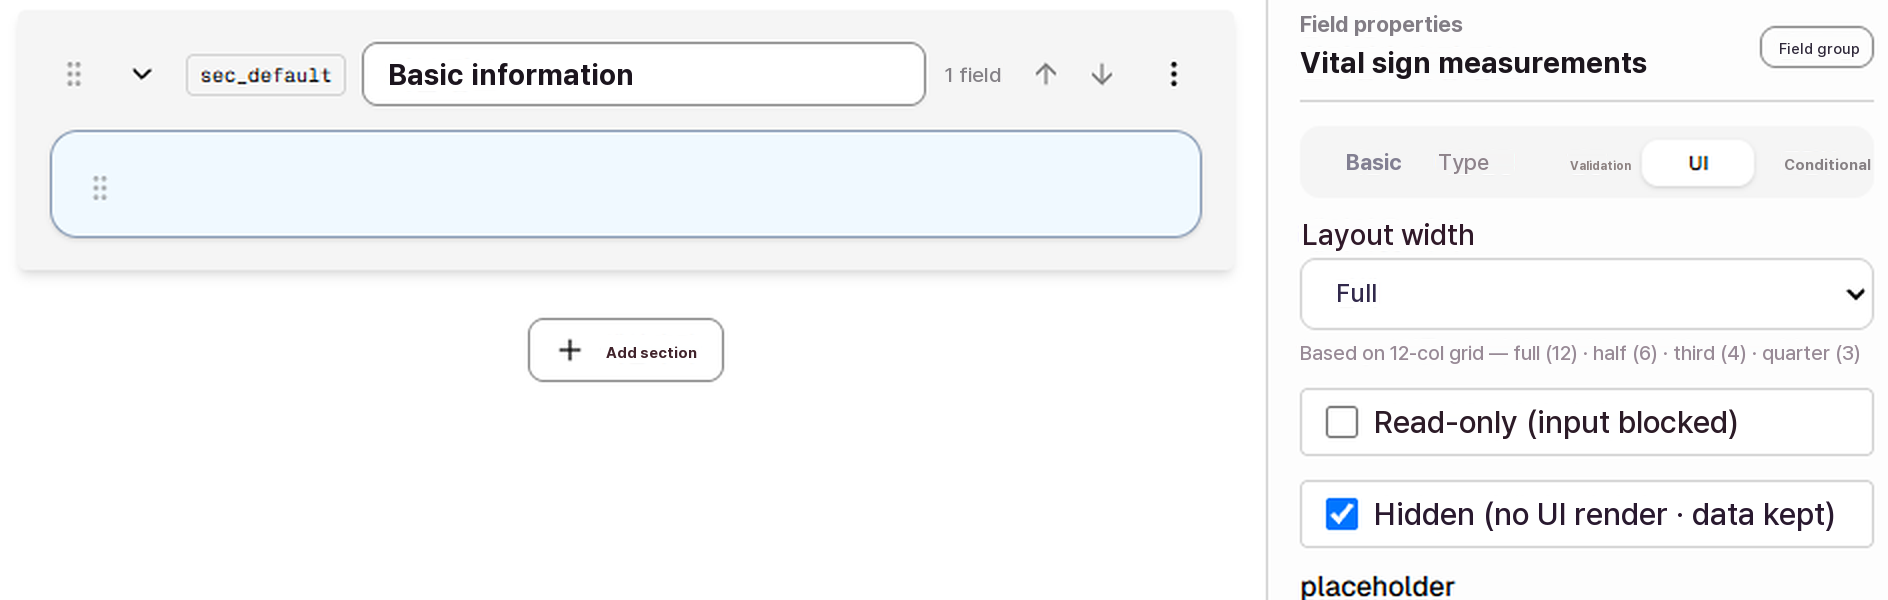 sec_default
Basic information
1 field
Add section
Field properties
Vital sign measurements
Field group
Basic
Type
Validation
UI
Conditional
Layout width
Full
Based on 12-col grid — full (12) · half (6) · third (4) · quarter (3)
Read-only (input blocked)
Hidden (no UI render · data kept)
placeholder